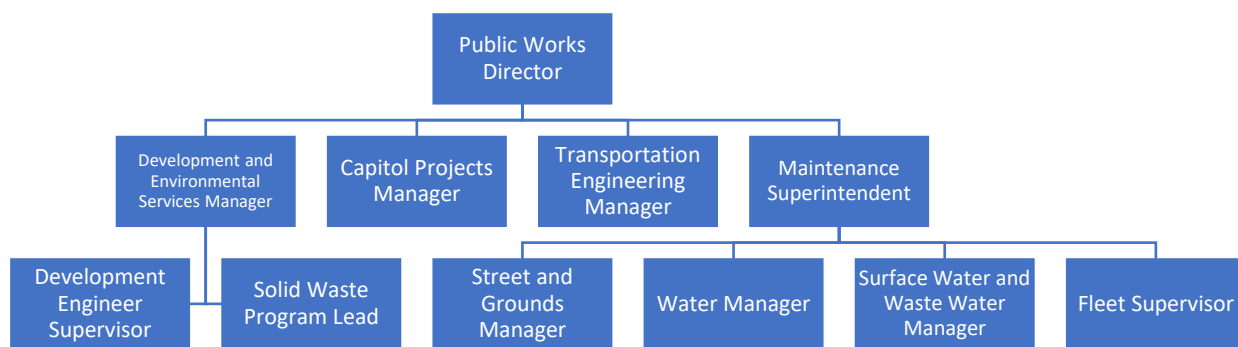 Public Works
Director
Development and
Environmental
Services Manager
Capitol Projects
Manager
Transportation
Engineering
Manager
Maintenance
Superintendent
Development
Engineer
Supervisor
Solid Waste
Program Lead
Street and
Grounds
Manager
Water Manager
Surface Water and
Waste Water
Manager
Fleet Supervisor